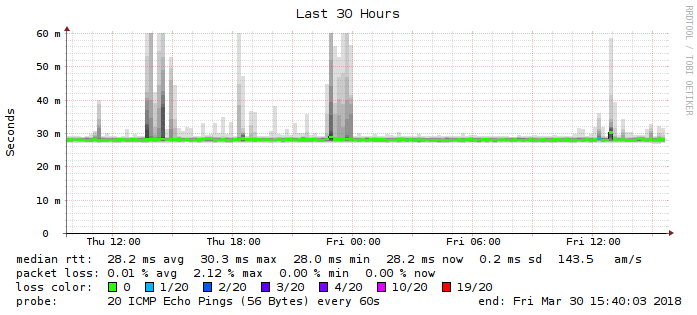 Last 30 Hours
RRDTOOL / TOBI OETIKER
Seconds
60 m
50 m
40 m
30 m
20 m
10 m
0
Thu 12:00 Thu 18:00 Fri 00:00 Fri 06:00 Fri 12:00
median rtt: 28.2 ms avg 30.3 ms max 28.0 ms min 28.2 ms now 0.2 ms sd 143.5 am/s
packet loss: 0.01 % avg 2.12 % max 0.00 % min 0.00 % now
loss color: 0 1/20 2/20 3/20 4/20 10/20 19/20
probe: 20 ICMP Echo Pings (56 Bytes) every 60s end: Fri Mar 30 15:40:03 2018